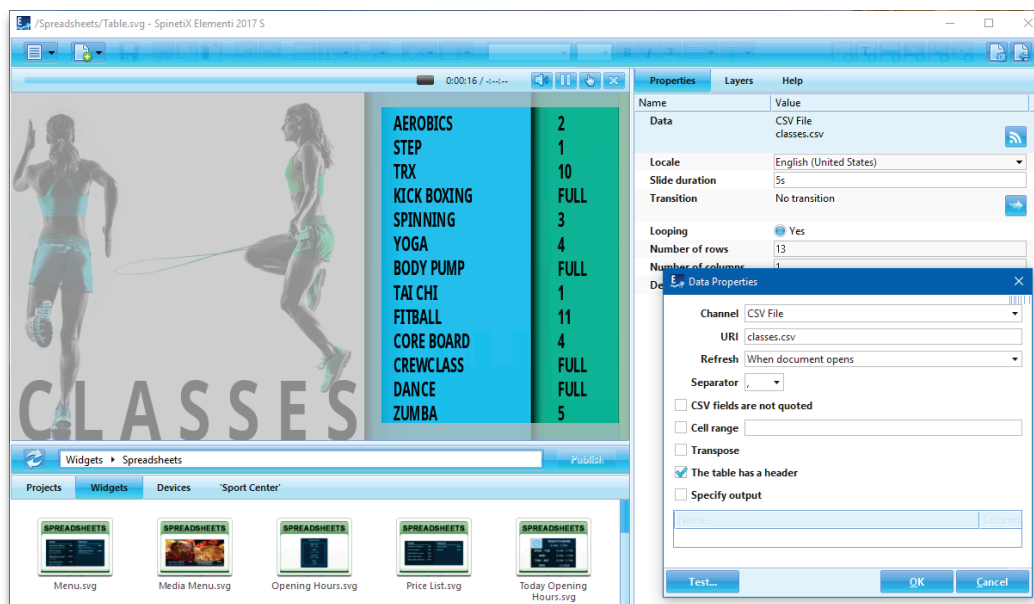 /Spreadsheets/Table.svg - SpinetiX Elementi 2017 S
0:00:16 / -:--:--
AEROBICS 2
STEP 1
TRX 10
KICK BOXING FULL
SPINNING 3
YOGA 4
BODY PUMP FULL
TAI CHI 1
FITBALL 11
CORE BOARD 4
CREWCLASS FULL
DANCE FULL
ZUMBA 5
CLASSES
Widgets Spreadsheets
Publish
Projects Widgets Devices 'Sport Center'
SPREADSHEETS
Menu.svg
SPREADSHEETS
Media Menu.svg
SPREADSHEETS
Opening Hours.svg
SPREADSHEETS
Price List.svg
SPREADSHEETS
Today Opening
Hours.svg
Properties Layers Help
Name Value
Data CSV File
classes.csv
Locale English (United States)
Slide duration 5s
Transition No transition
Looping Yes
Number of rows 13
Number of columns 1
De
Data Properties
Channel CSV File
URI classes.csv
Refresh When document opens
Separator ,
CSV fields are not quoted
Cell range
Transpose
The table has a header
Specify output
Name Column
Test... OK Cancel